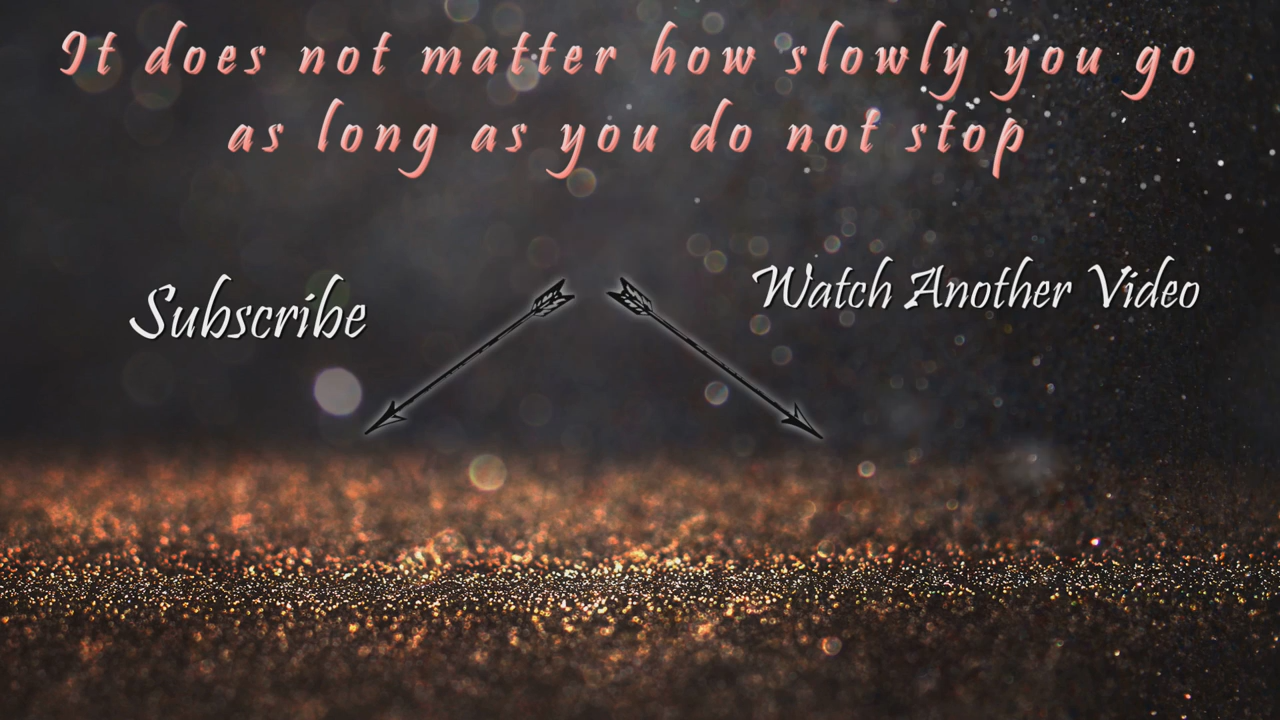 It does not matter how slowly you go
as long as you do not stop
Subscribe
Watch Another Video